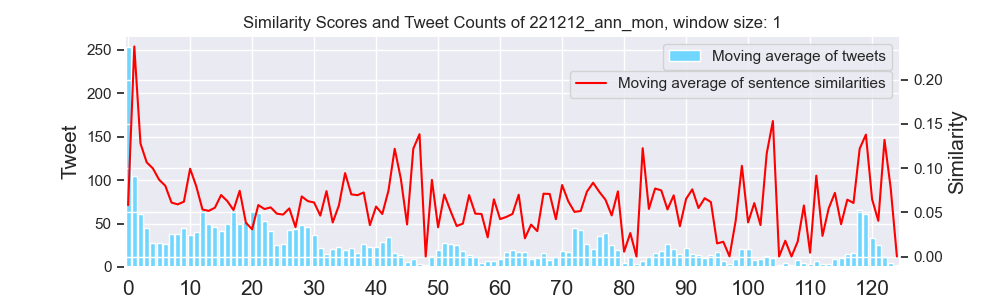 Similarity Scores and Tweet Counts of 221212_ann_mon, window size: 1
Moving average of tweets
Moving average of sentence similarities
Tweet
250
200
150
100
50
0
0.20
0.15
0.10
0.05
0.00
Similarity
0 10 20 30 40 50 60 70 80 90 100 110 120